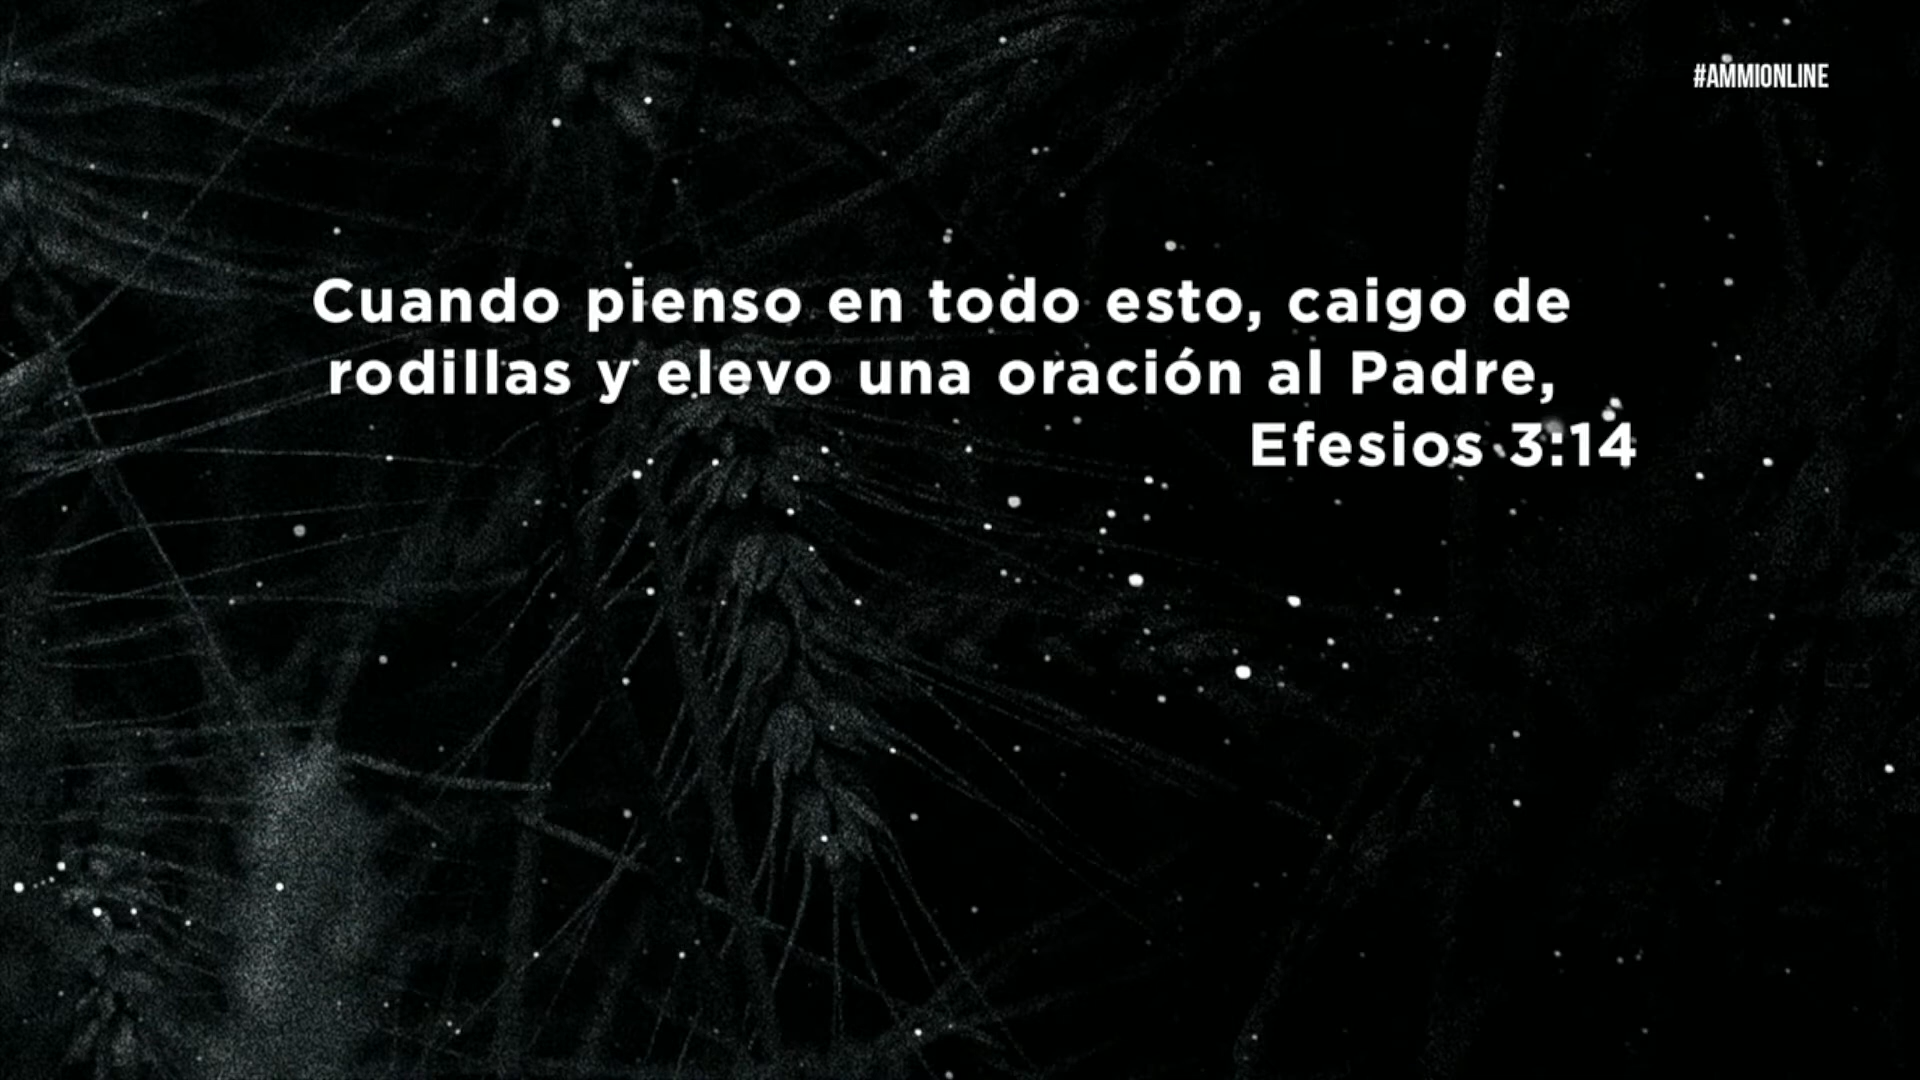 #AMMIONLINE
Cuando pienso en todo esto, caigo de
rodillas y elevo una oración al Padre,
Efesios 3:14